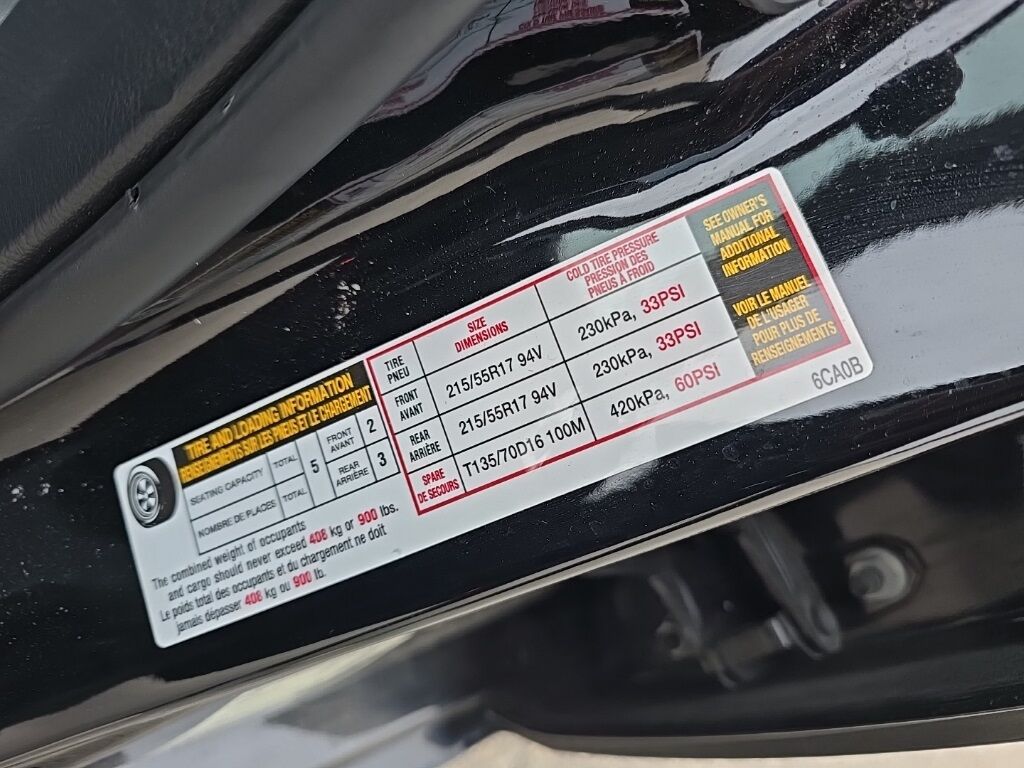 TIRE AND LOADING INFORMATION
RENSEIGNEMENTS SUR LES PNEUS ET LE CHARGEMENT
SEATING CAPACITY TOTAL 5 FRONT AVANT 2
NOMBRE DE PLACES TOTAL REAR ARRIÈRE 3
The combined weight of occupants
and cargo should never exceed 408 kg or 900 lbs.
Le poids total des occupants et du chargement ne doit
jamais dépasser 408 kg ou 900 lb.
TIRE PNEU
SIZE
DIMENSIONS
COLD TIRE PRESSURE
PRESSION DES
PNEUS À FROID
FRONT AVANT 215/55R17 94V 230kPa, 33PSI
REAR ARRIÈRE 215/55R17 94V 230kPa, 33PSI
SPARE DE SECOURS T135/70D16 100M 420kPa, 60PSI
SEE OWNER'S
MANUAL FOR
ADDITIONAL
INFORMATION
VOIR LE MANUEL
DE L'USAGER
POUR PLUS DE
RENSEIGNEMENTS
6CA0B